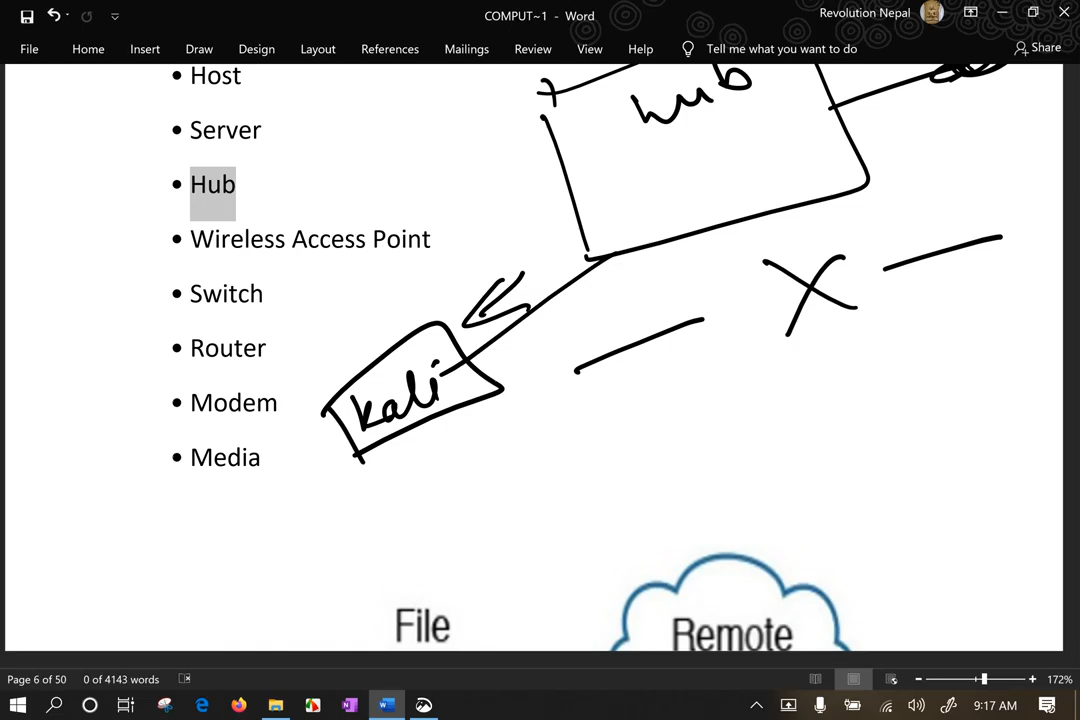 COMPUT~1 - Word
Revolution Nepal
File Home Insert Draw Design Layout References Mailings Review View Help Tell me what you want to do Share
• Host
• Server
• Hub
• Wireless Access Point
• Switch
• Router
• Modem
• Media
hub
kali
File
Remote
Page 6 of 50 0 of 4143 words 172%
9:17 AM